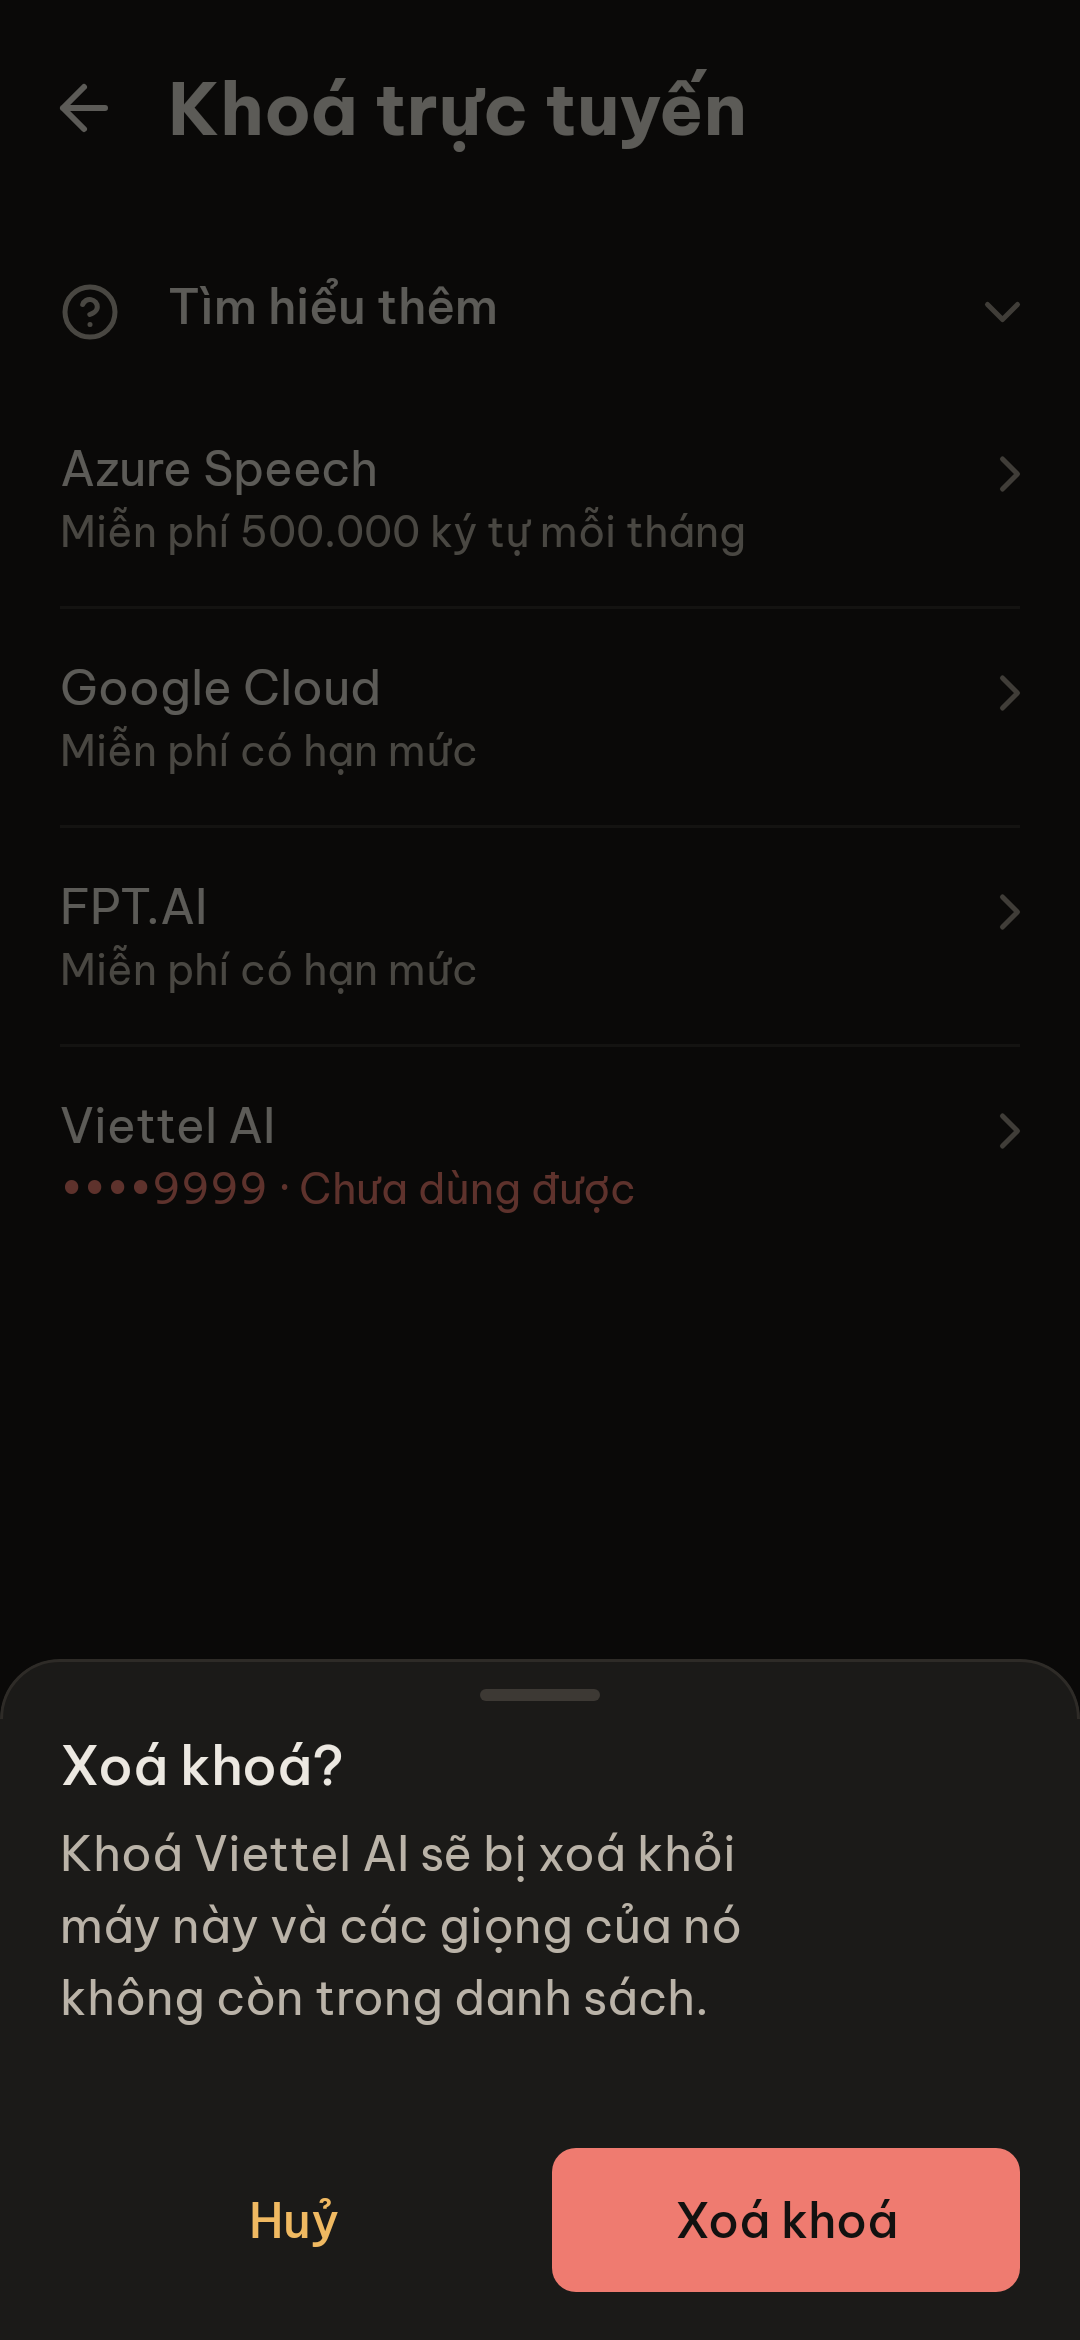 Khoá trực tuyến
Tìm hiểu thêm
Azure Speech
Miễn phí 500.000 ký tự mỗi tháng
Google Cloud
Miễn phí có hạn mức
FPT.AI
Miễn phí có hạn mức
Viettel AI
••••9999 · Chưa dùng được
Xoá khoá?
Khoá Viettel AI sẽ bị xoá khỏi
máy này và các giọng của nó
không còn trong danh sách.
Huỷ
Xoá khoá